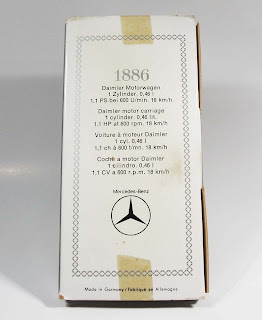 1886
Daimler Motorwagen
1 Zylinder, 0,46 l
1,1 PS bei 600 U/min. 18 km/h
Daimler motor carriage
1 cylinder, 0,46 lit.
1,1 HP at 600 rpm. 18 km/h
Voiture à moteur Daimler
1 cyl. 0,46 l
1,1 ch à 600 t/mn. 18 km/h
Coche a motor Daimler
1 cilindro, 0,46 l
1,1 CV a 600 r.p.m. 18 km/h
Mercedes-Benz
Made in Germany / Fabriqué en Allemagne